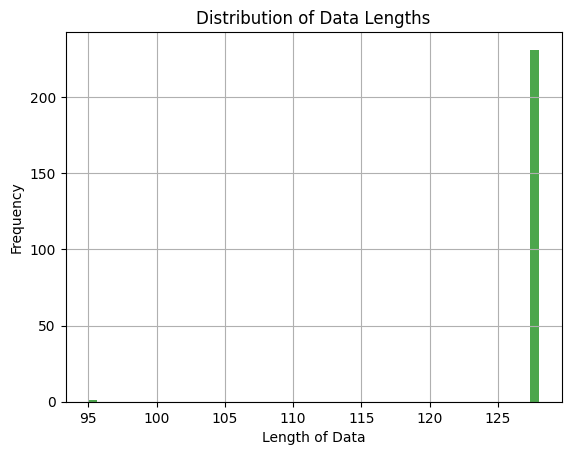 Distribution of Data Lengths
Frequency
200
150
100
50
0
95 100 105 110 115 120 125
Length of Data